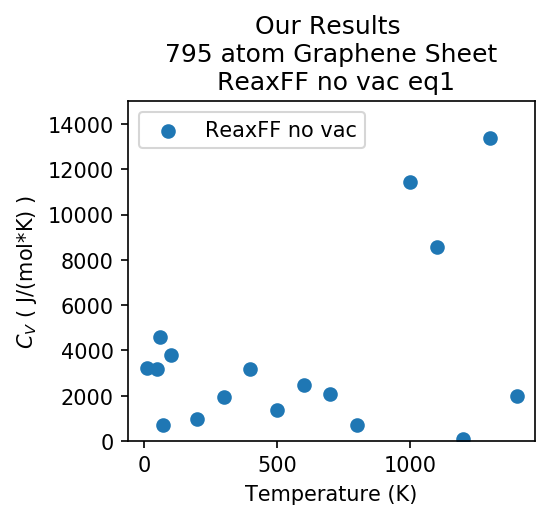 Our Results
795 atom Graphene Sheet
ReaxFF no vac eq1
ReaxFF no vac
14000
12000
10000
8000
6000
4000
2000
0
C_V ( J/(mol*K) )
0 500 1000
Temperature (K)